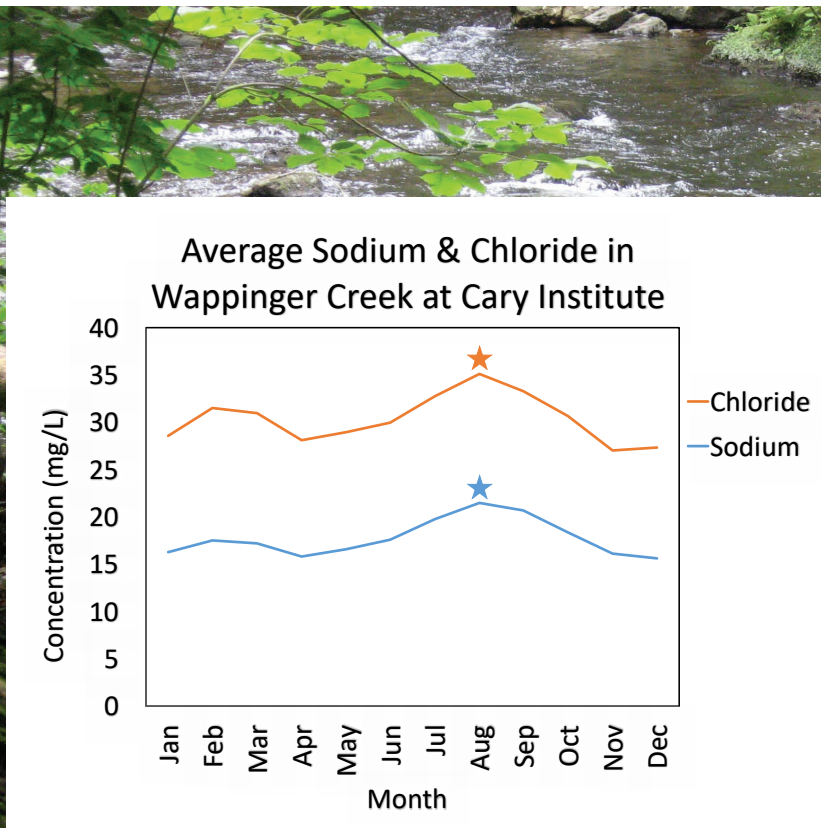 Average Sodium & Chloride in
Wappinger Creek at Cary Institute
40
35
30
25
20
15
10
5
0
Concentration (mg/L)
Chloride
Sodium
Jan
Feb
Mar
Apr
May
Jun
Jul
Aug
Sep
Oct
Nov
Dec
Month